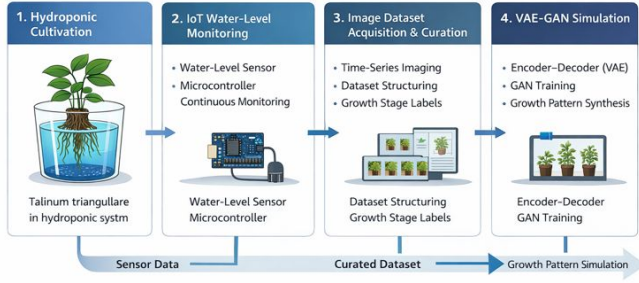 1. Hydroponic
Cultivation
Talinum triangullare
in hydroponic systm
2. IoT Water-Level
Monitoring
• Water-Level Sensor
• Microcontroller
Continuous Monitoring
Water-Level Sensor
Microcontroller
3. Image Dataset
Acquisition & Curation
• Time-Series Imaging
• Dataset Structuring
• Growth Stage Labels
Dataset Structuring
Growth Stage Labels
4. VAE-GAN Simulation
• Encoder-Decoder (VAE)
• GAN Training
• Growth Pattern Synthesis
Encoder-Decoder
GAN Training
Sensor Data
Curated Dataset
Growth Pattern Simulation